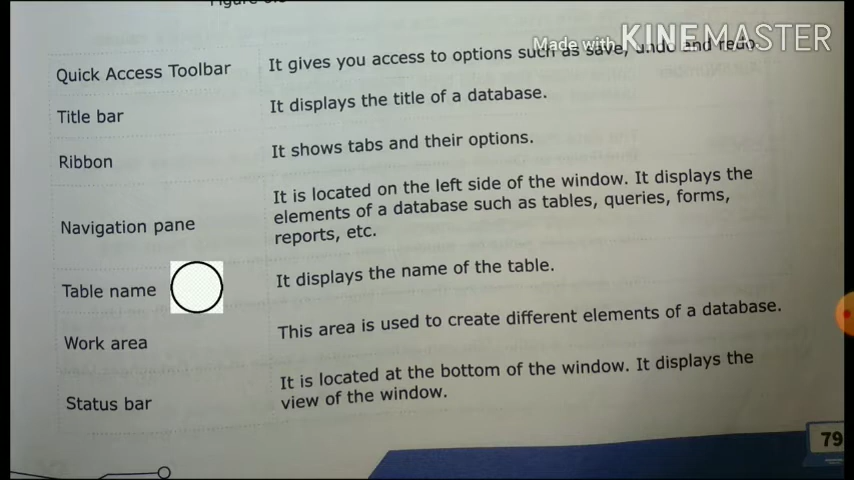 Made with KINEMASTER
Quick Access Toolbar It gives you access to options such as save, undo and redo.
Title bar It displays the title of a database.
Ribbon It shows tabs and their options.
Navigation pane It is located on the left side of the window. It displays the
elements of a database such as tables, queries, forms,
reports, etc.
Table name It displays the name of the table.
Work area This area is used to create different elements of a database.
Status bar It is located at the bottom of the window. It displays the
view of the window.
79